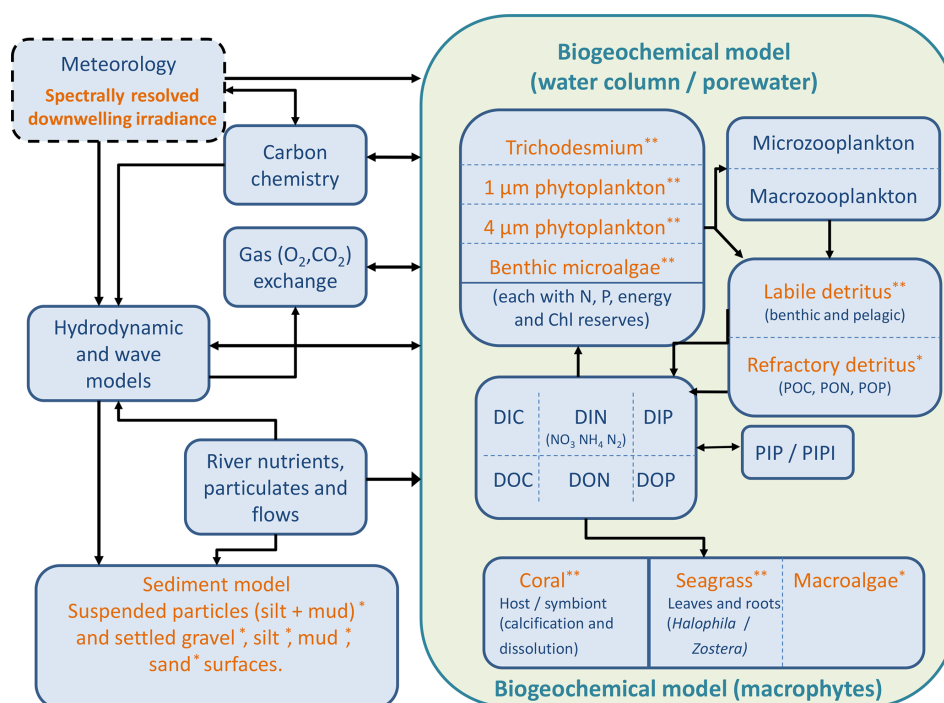 Meteorology
Spectrally resolved
downwelling irradiance
Carbon
chemistry
Gas (O₂,CO₂)
exchange
Hydrodynamic
and wave
models
River nutrients,
particulates and
flows
Sediment model
Suspended particles (silt + mud)*
and settled gravel*, silt*, mud*,
sand* surfaces.
Biogeochemical model
(water column / porewater)
Trichodesmium**
1 µm phytoplankton**
4 µm phytoplankton**
Benthic microalgae**
(each with N, P, energy
and Chl reserves)
Microzooplankton
Macrozooplankton
Labile detritus**
(benthic and pelagic)
Refractory detritus*
(POC, PON, POP)
DIC DIN DIP
(NO₃ NH₄ N₂)
DOC DON DOP
PIP / PIPI
Coral**
Host / symbiont
(calcification and
dissolution)
Seagrass**
Leaves and roots
(Halophila /
Zostera)
Macroalgae*
Biogeochemical model (macrophytes)